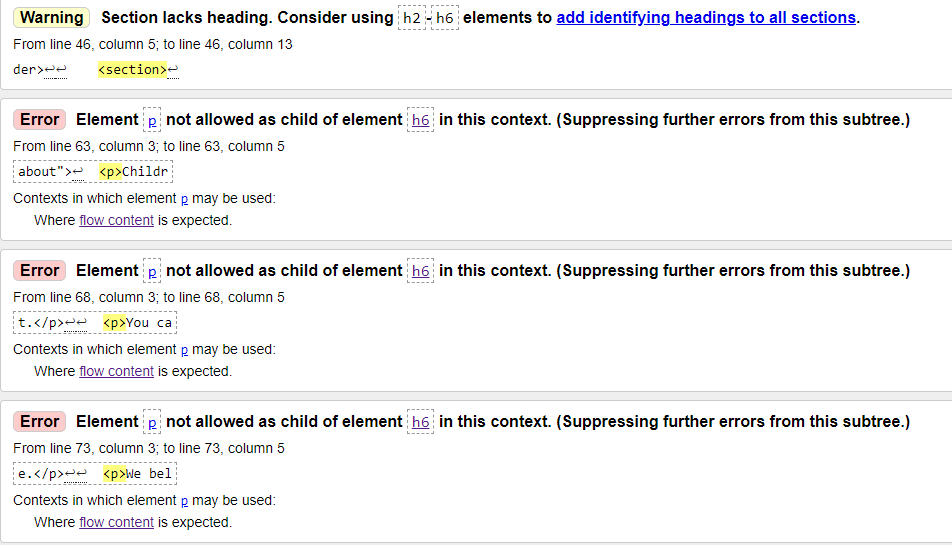 Warning Section lacks heading. Consider using h2-h6 elements to add identifying headings to all sections.
From line 46, column 5; to line 46, column 13
der>↩↩    <section>↩
Error Element p not allowed as child of element h6 in this context. (Suppressing further errors from this subtree.)
From line 63, column 3; to line 63, column 5
about">↩  <p>Childr
Contexts in which element p may be used:
Where flow content is expected.
Error Element p not allowed as child of element h6 in this context. (Suppressing further errors from this subtree.)
From line 68, column 3; to line 68, column 5
t.</p>↩↩  <p>You ca
Contexts in which element p may be used:
Where flow content is expected.
Error Element p not allowed as child of element h6 in this context. (Suppressing further errors from this subtree.)
From line 73, column 3; to line 73, column 5
e.</p>↩↩  <p>We bel
Contexts in which element p may be used:
Where flow content is expected.